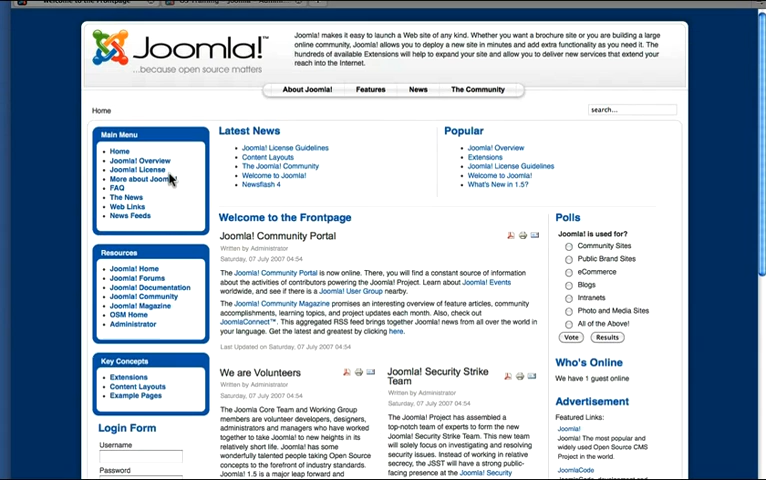 Welcome to the Frontpage
Joomla!™
...because open source matters
Joomla! makes it easy to launch a Web site of any kind. Whether you want a brochure site or you are building a large
online community, Joomla! allows you to deploy a new site in minutes and add extra functionality as you need it. The
hundreds of available Extensions will help to expand your site and allow you to deliver new services that extend your
reach into the Internet.
About Joomla! Features News The Community
Home
search...
Main Menu
Home
Joomla! Overview
Joomla! License
More about Joom
FAQ
The News
Web Links
News Feeds
Resources
Joomla! Home
Joomla! Forums
Joomla! Documentation
Joomla! Community
Joomla! Magazine
OSM Home
Administrator
Key Concepts
Extensions
Content Layouts
Example Pages
Login Form
Username
Password
Latest News
Joomla! License Guidelines
Content Layouts
The Joomla! Community
Welcome to Joomla!
Newsflash 4
Popular
Joomla! Overview
Extensions
Joomla! License Guidelines
Welcome to Joomla!
What's New in 1.5?
Welcome to the Frontpage
Joomla! Community Portal
Written by Administrator
Saturday, 07 July 2007 04:54
The Joomla! Community Portal is now online. There, you will find a constant source of information
about the activities of contributors powering the Joomla! Project. Learn about Joomla! Events
worldwide, and see if there is a Joomla! User Group nearby.
The Joomla! Community Magazine promises an interesting overview of feature articles, community
accomplishments, learning topics, and project updates each month. Also, check out
JoomlaConnect™. This aggregated RSS feed brings together Joomla! news from all over the world in
your language. Get the latest and greatest by clicking here.
Last Updated on Saturday, 07 July 2007 04:54
We are Volunteers
Written by Administrator
Saturday, 07 July 2007 04:54
The Joomla Core Team and Working Group
members are volunteer developers, designers,
administrators and managers who have worked
together to take Joomla! to new heights in its
relatively short life. Joomla! has some
wonderfully talented people taking Open Source
concepts to the forefront of industry standards.
Joomla! 1.5 is a major leap forward and
Joomla! Security Strike
Team
Written by Administrator
Saturday, 07 July 2007 04:54
The Joomla! Project has assembled a
top-notch team of experts to form the new
Joomla! Security Strike Team. This new team
will solely focus on investigating and resolving
security issues. Instead of working in relative
secrecy, the JSST will have a strong public-
facing presence at the Joomla! Security
Polls
Joomla! is used for?
Community Sites
Public Brand Sites
eCommerce
Blogs
Intranets
Photo and Media Sites
All of the Above!
Vote Results
Who's Online
We have 1 guest online
Advertisement
Featured Links:
Joomla!
Joomla! The most popular and
widely used Open Source CMS
Project in the world.
JoomlaCode